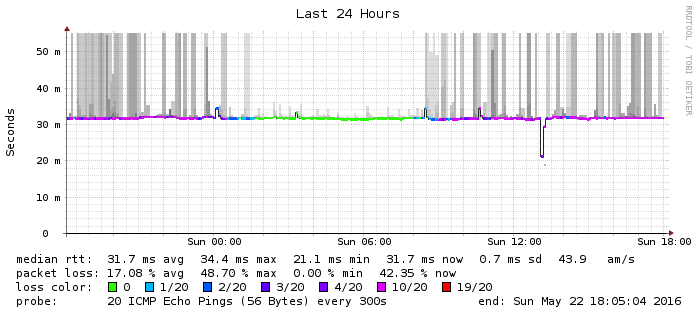 Last 24 Hours
RRDTOOL / TOBI OETIKER
Seconds
50 m
40 m
30 m
20 m
10 m
0
Sun 00:00 Sun 06:00 Sun 12:00 Sun 18:00
median rtt: 31.7 ms avg 34.4 ms max 21.1 ms min 31.7 ms now 0.7 ms sd 43.9 am/s
packet loss: 17.08 % avg 48.70 % max 0.00 % min 42.35 % now
loss color: 0 1/20 2/20 3/20 4/20 10/20 19/20
probe: 20 ICMP Echo Pings (56 Bytes) every 300s end: Sun May 22 18:05:04 2016